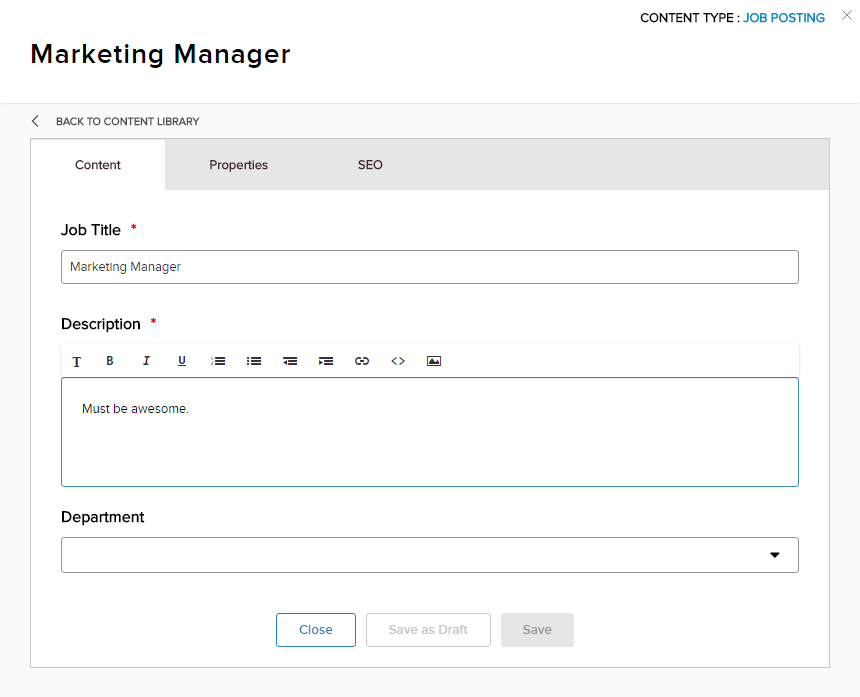 CONTENT TYPE : JOB POSTING
Marketing Manager
BACK TO CONTENT LIBRARY
Content Properties SEO
Job Title *
Marketing Manager
Description *
T B I U
Must be awesome.
Department
Close Save as Draft Save